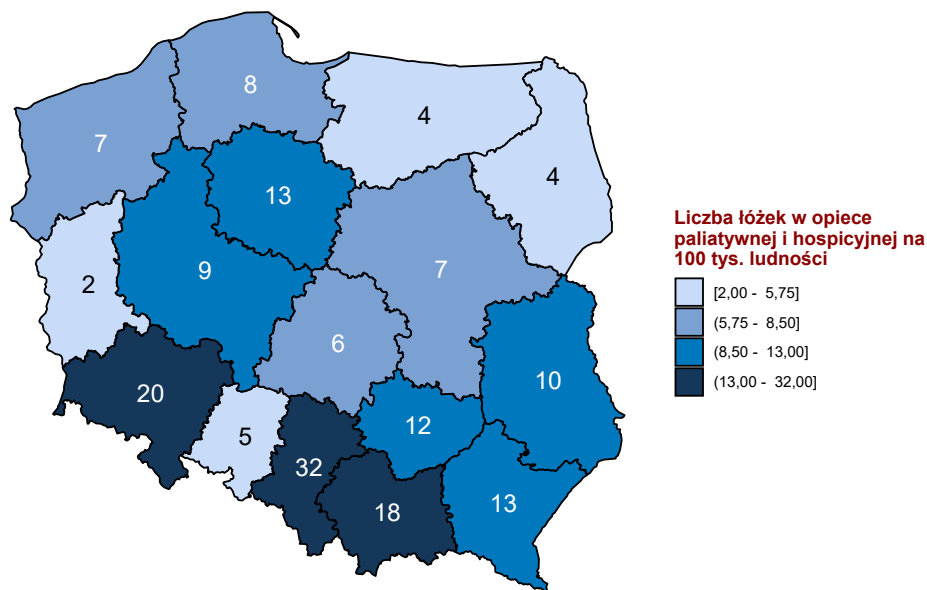 8
4
7
4
13
9
7
2
6
10
20
12
5
32
13
18
Liczba łóżek w opiece
paliatywnej i hospicyjnej na
100 tys. ludności
[2,00 - 5,75]
(5,75 - 8,50]
(8,50 - 13,00]
(13,00 - 32,00]